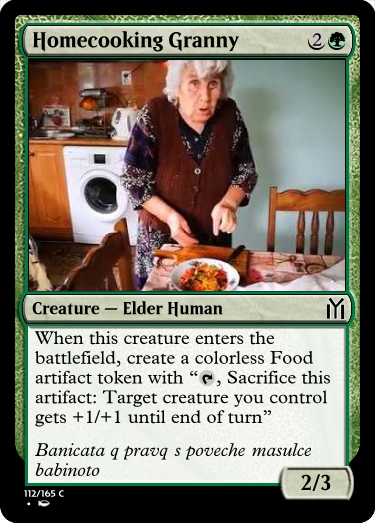 Homecooking Granny 2
Creature — Elder Human
When this creature enters the
battlefield, create a colorless Food
artifact token with “, Sacrifice this
artifact: Target creature you control
gets +1/+1 until end of turn”
Banicata q pravq s poveche masulce
babinoto
2/3
112/165 C